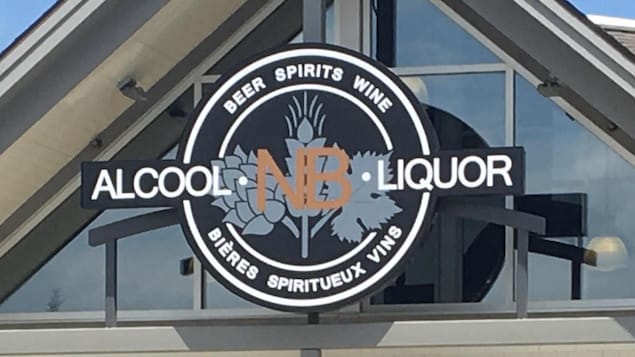 BEER SPIRITS WINE
ALCOOL · NB · LIQUOR
BIÈRES SPIRITUEUX VINS